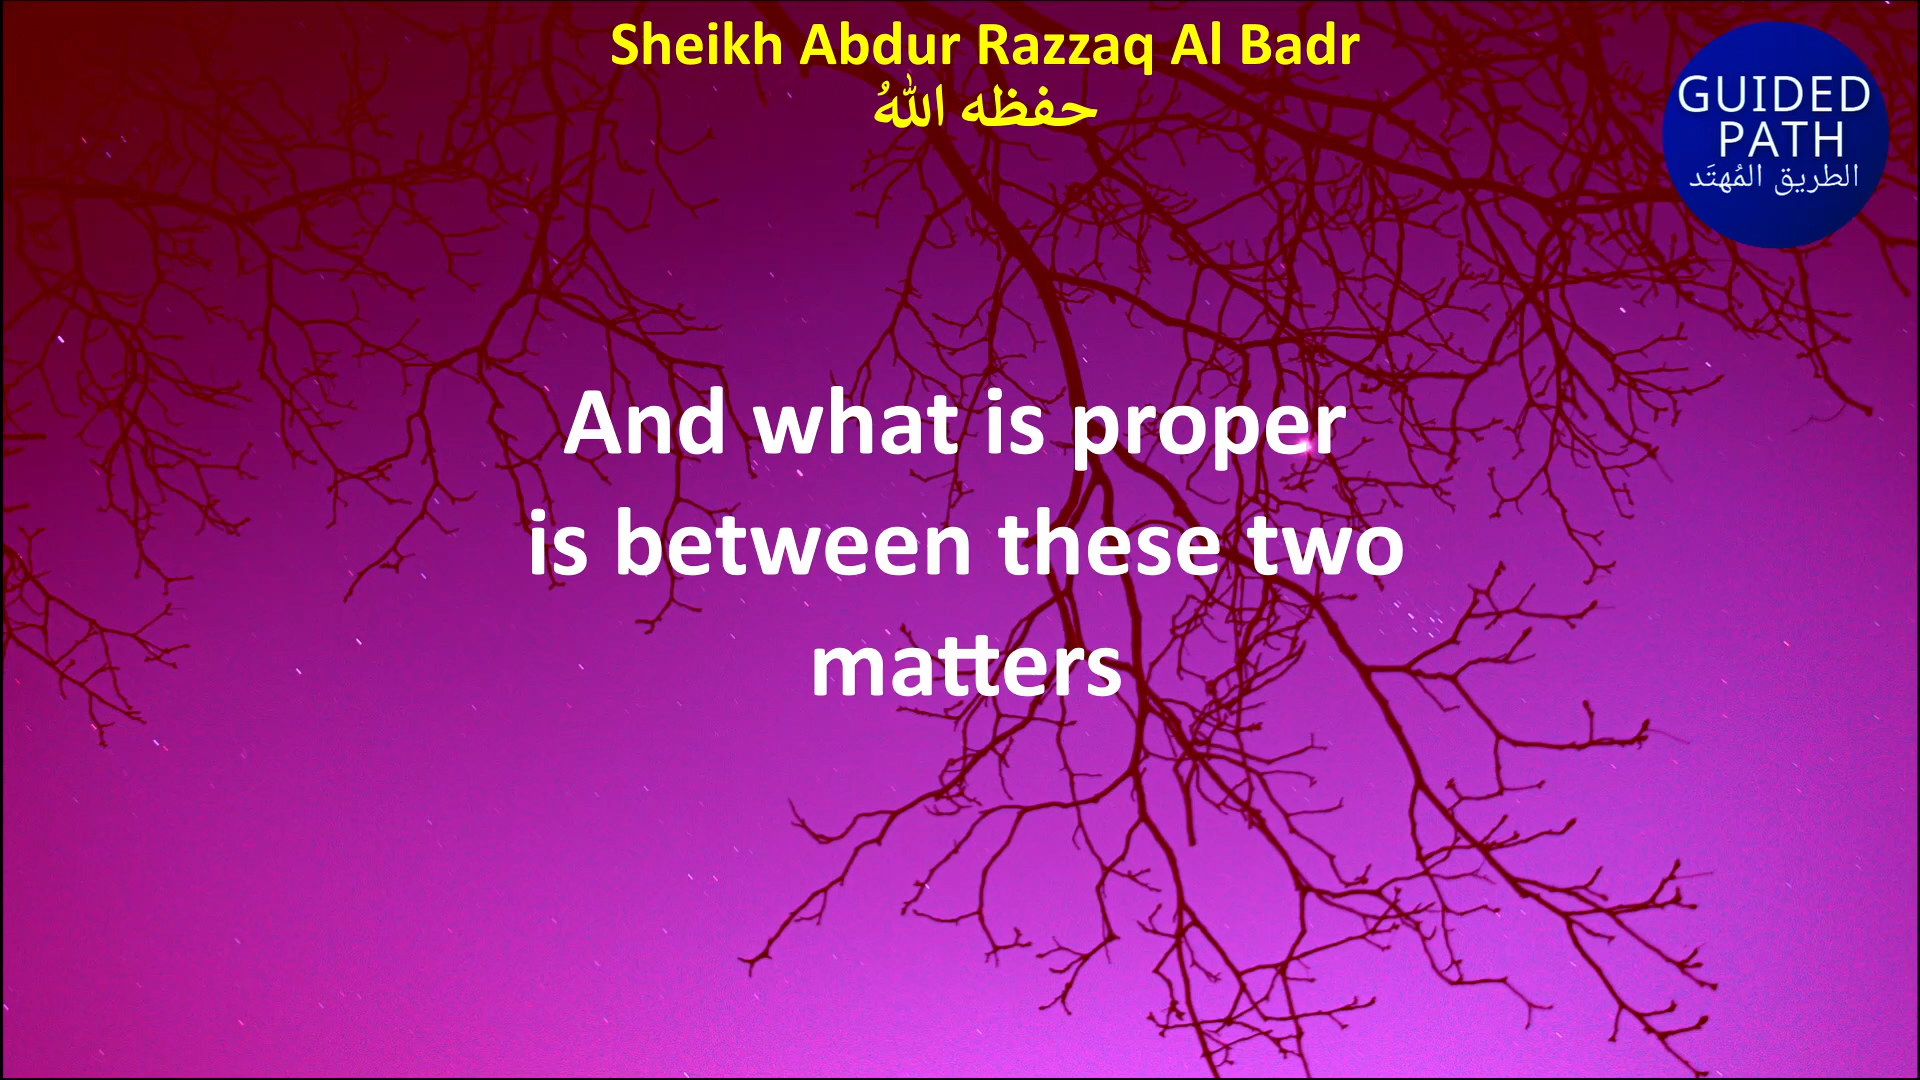 Sheikh Abdur Razzaq Al Badr
حفظه اللهُ
GUIDED
PATH
الطريق المُهتَد
And what is proper
is between these two
matters